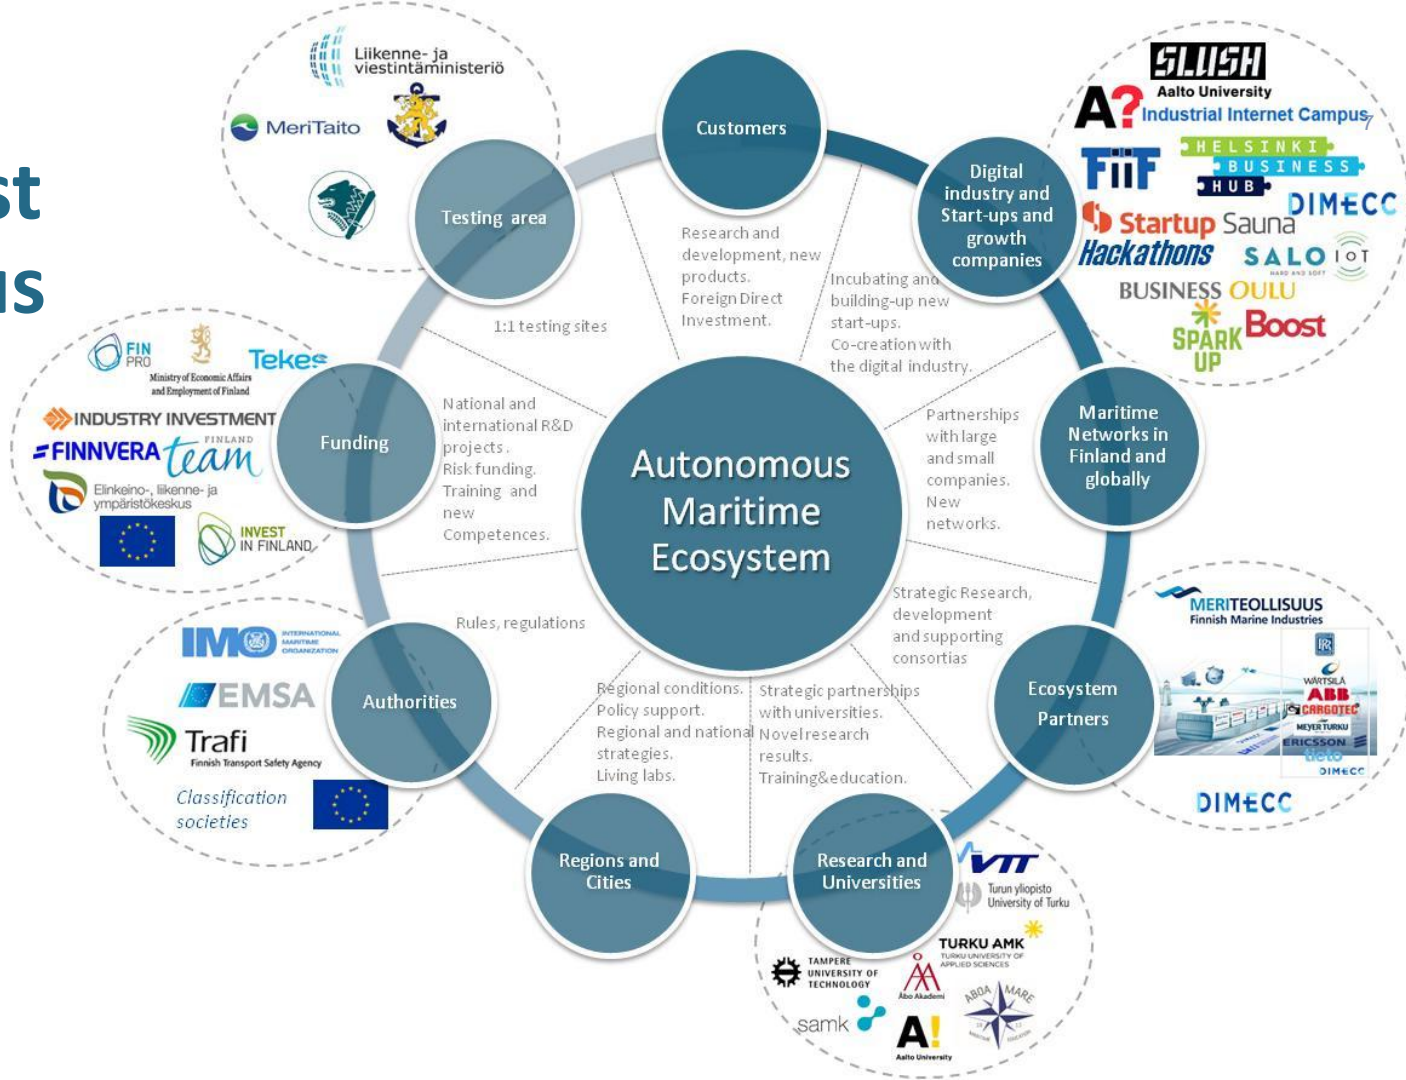 st
us
Liikenne- ja
viestintäministeriö
MeriTaito
Testing area
1:1 testing sites
Customers
Research and
development, new
products.
Foreign Direct
Investment.
Digital
industry and
Start-ups and
growth
companies
Incubating and
building-up new
start-ups.
Co-creation with
the digital industry.
SLUSH
Aalto University
A?
Industrial Internet Campus
7
FiiF
HELSINKI
BUSINESS
HUB
DIMECC
Startup Sauna
Hackathons
SALO IoT
HARD AND SOFT
BUSINESS OULU
SPARK
UP
Boost
Maritime
Networks in
Finland and
globally
Partnerships
with large
and small
companies.
New
networks.
Autonomous
Maritime
Ecosystem
Ecosystem
Partners
Strategic Research,
development
and supporting
consortias
MERITEOLLISUUS
Finnish Marine Industries
RR
WÄRTSILÄ
ABB
CARGOTEC
MEYER TURKU
ERICSSON
tieto
DIMECC
DIMECC
Research and
Universities
Strategic partnerships
with universities.
Novel research
results.
Training&education.
VTT
Turun yliopisto
University of Turku
TURKU AMK
TURKU UNIVERSITY OF
APPLIED SCIENCES
TAMPERE
UNIVERSITY OF
TECHNOLOGY
Åbo Akademi
ABOA MARE
samk
A!
Aalto University
Regions and
Cities
Regional conditions.
Policy support.
Regional and national
strategies.
Living labs.
Authorities
Rules, regulations
IMO
INTERNATIONAL
MARITIME
ORGANIZATION
EMSA
Trafi
Finnish Transport Safety Agency
Classification
societies
Funding
National and
international R&D
projects.
Risk funding.
Training and
new
Competences.
FIN
PRO
Ministry of Economic Affairs
and Employment of Finland
Tekes
INDUSTRY INVESTMENT
FINNVERA
FINLAND
team
Elinkeino-, liikenne- ja
ympäristökeskus
INVEST
IN FINLAND